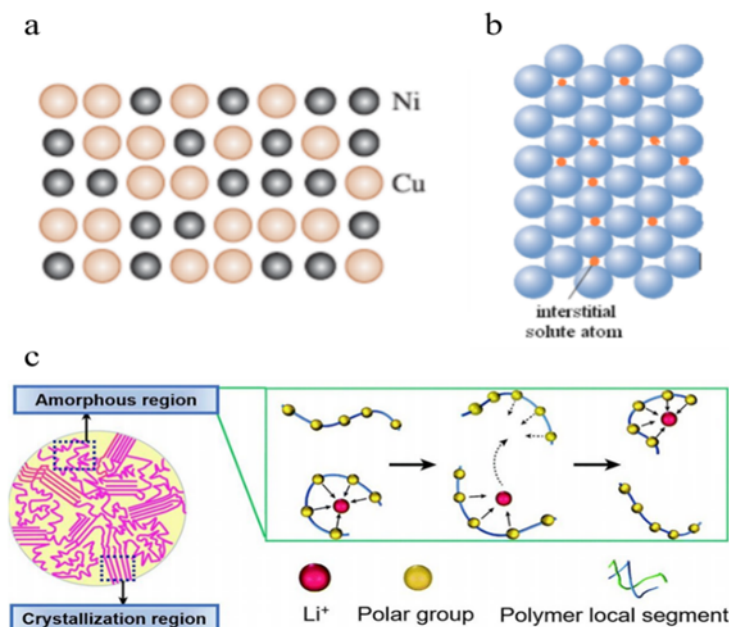 a
b
Ni
Cu
interstitial
solute atom
c
Amorphous region
Crystallization region
Li⁺
Polar group
Polymer local segment